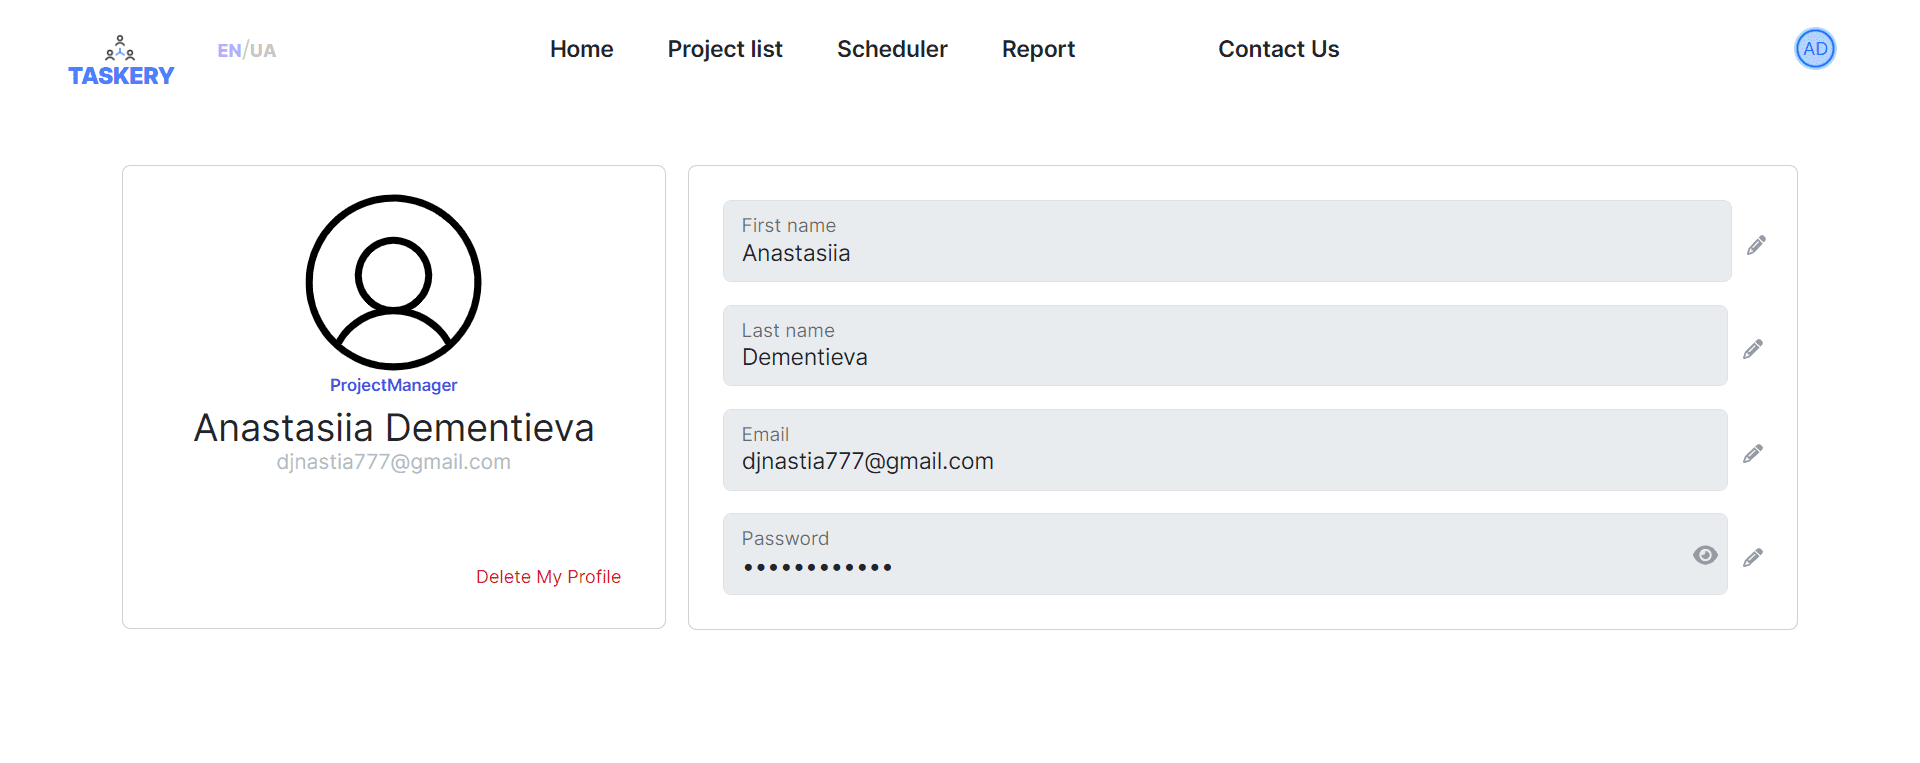 TASKERY
EN/UA
Home
Project list
Scheduler
Report
Contact Us
AD
ProjectManager
Anastasiia Dementieva
djnastia777@gmail.com
Delete My Profile
First name
Anastasiia
Last name
Dementieva
Email
djnastia777@gmail.com
Password
••••••••••••